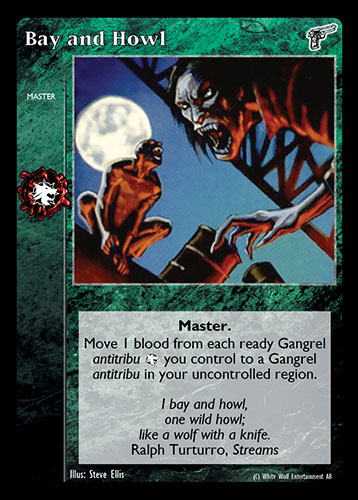 Bay and Howl
MASTER
Master.
Move 1 blood from each ready Gangrel
antitribu you control to a Gangrel
antitribu in your uncontrolled region.
I bay and howl,
one wild howl;
like a wolf with a knife.
Ralph Turturro, Streams
Illus: Steve Ellis
(C) White Wolf Entertainment AB